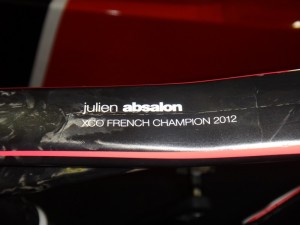 julien absalon
XCO FRENCH CHAMPION 2012